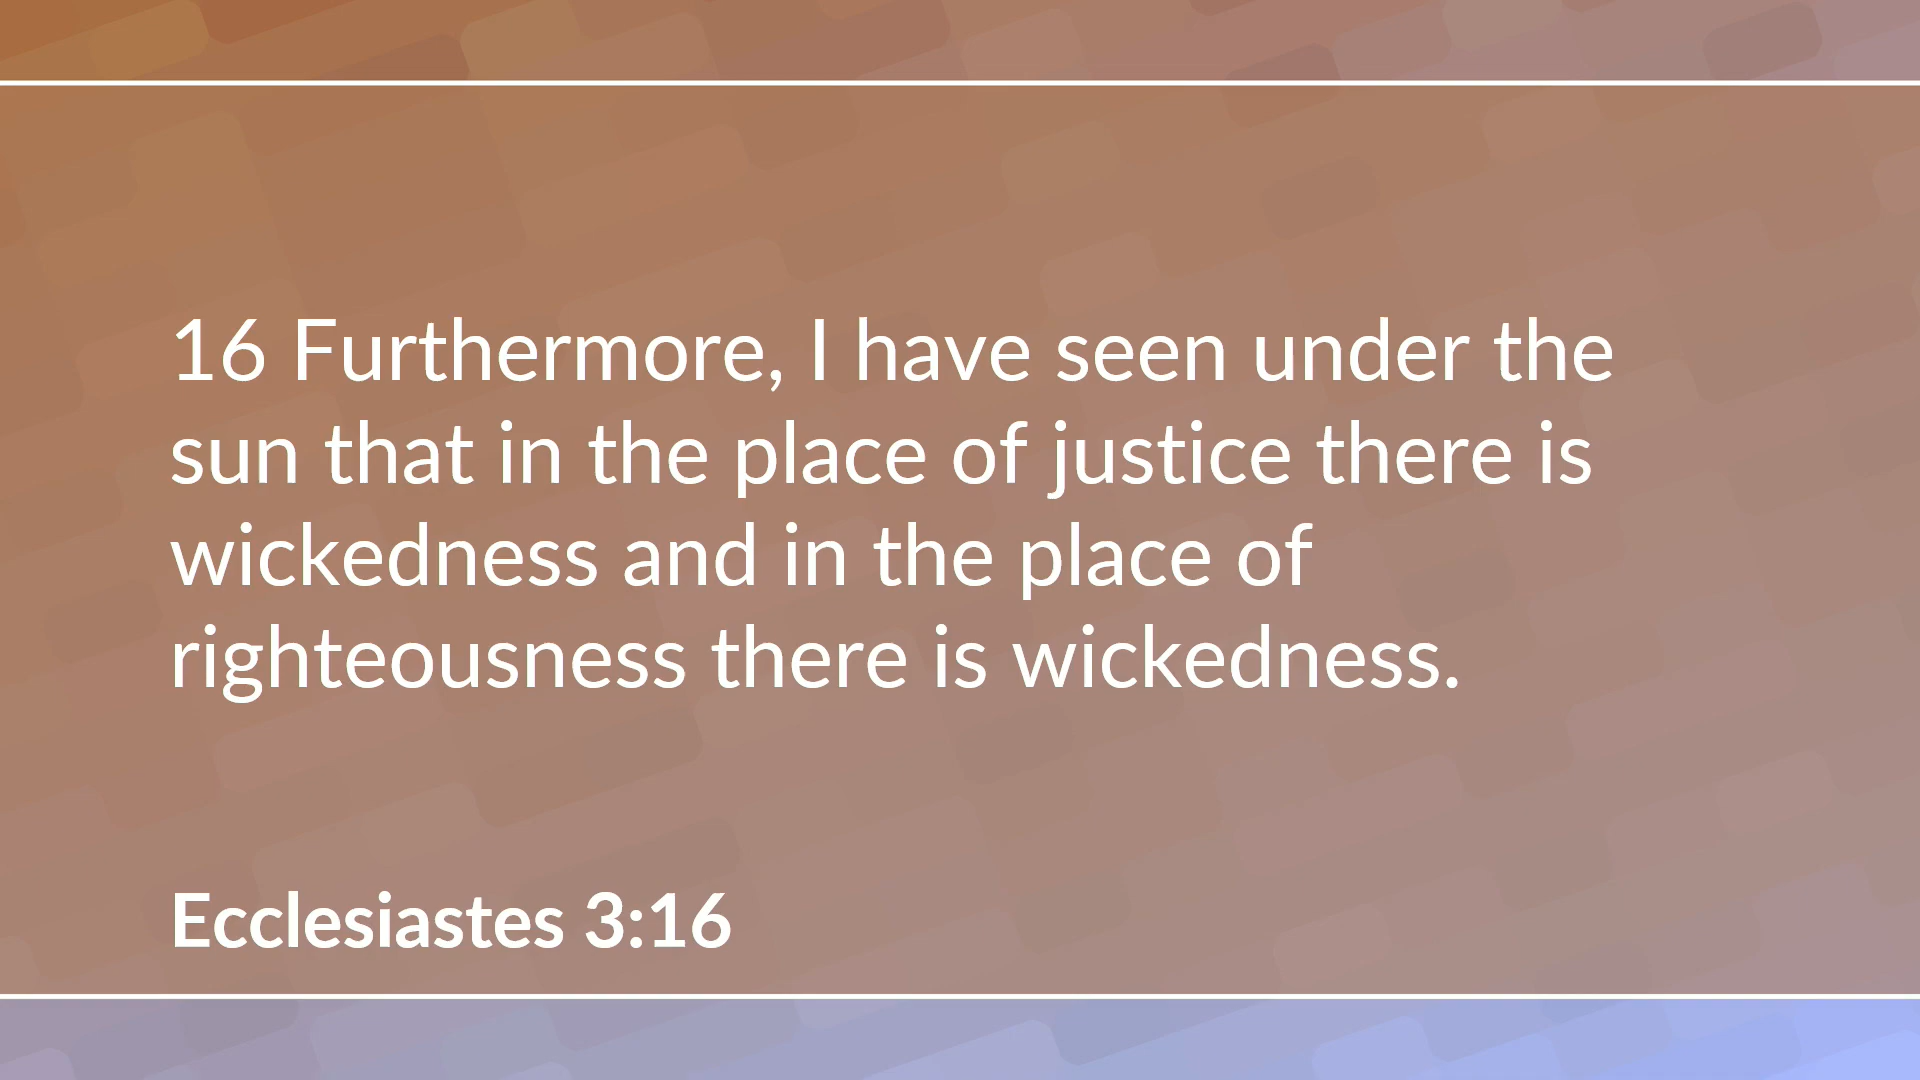 16 Furthermore, I have seen under the
sun that in the place of justice there is
wickedness and in the place of
righteousness there is wickedness.
Ecclesiastes 3:16